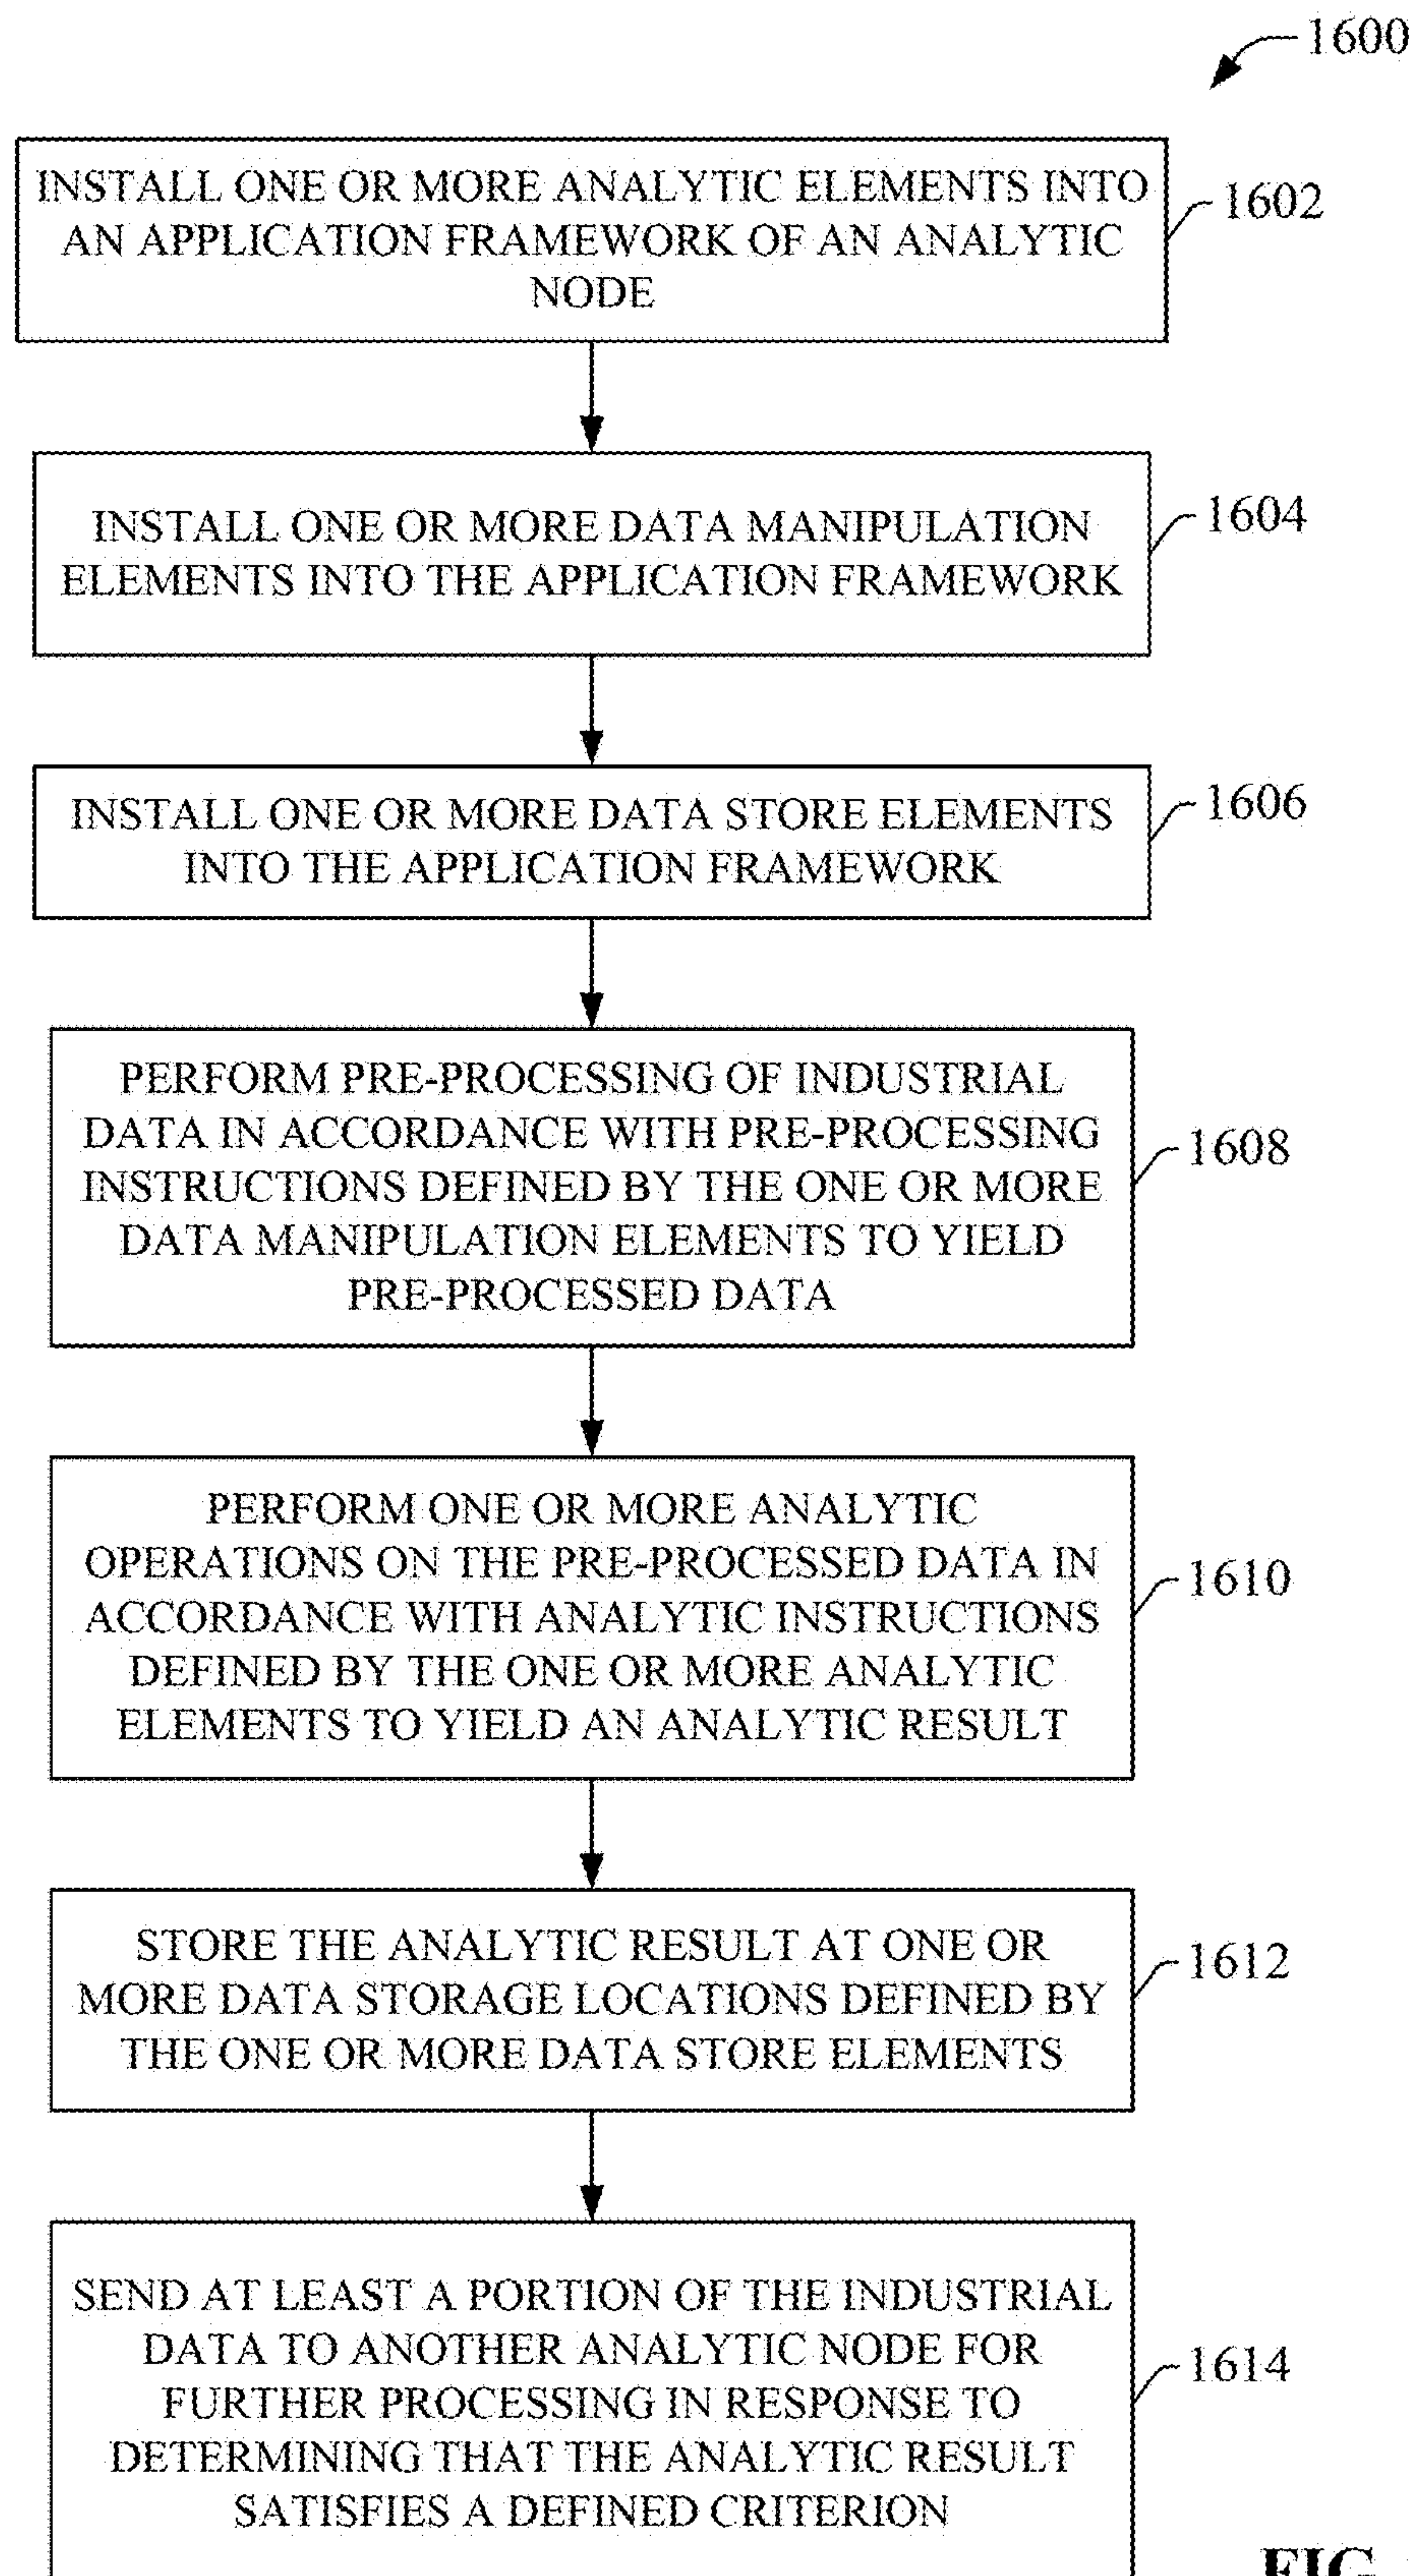 1600
INSTALL ONE OR MORE ANALYTIC ELEMENTS INTO
AN APPLICATION FRAMEWORK OF AN ANALYTIC
NODE
1602
INSTALL ONE OR MORE DATA MANIPULATION
ELEMENTS INTO THE APPLICATION FRAMEWORK
1604
INSTALL ONE OR MORE DATA STORE ELEMENTS
INTO THE APPLICATION FRAMEWORK
1606
PERFORM PRE-PROCESSING OF INDUSTRIAL
DATA IN ACCORDANCE WITH PRE-PROCESSING
INSTRUCTIONS DEFINED BY THE ONE OR MORE
DATA MANIPULATION ELEMENTS TO YIELD
PRE-PROCESSED DATA
1608
PERFORM ONE OR MORE ANALYTIC
OPERATIONS ON THE PRE-PROCESSED DATA IN
ACCORDANCE WITH ANALYTIC INSTRUCTIONS
DEFINED BY THE ONE OR MORE ANALYTIC
ELEMENTS TO YIELD AN ANALYTIC RESULT
1610
STORE THE ANALYTIC RESULT AT ONE OR
MORE DATA STORAGE LOCATIONS DEFINED BY
THE ONE OR MORE DATA STORE ELEMENTS
1612
SEND AT LEAST A PORTION OF THE INDUSTRIAL
DATA TO ANOTHER ANALYTIC NODE FOR
FURTHER PROCESSING IN RESPONSE TO
DETERMINING THAT THE ANALYTIC RESULT
SATISFIES A DEFINED CRITERION
1614
FIG